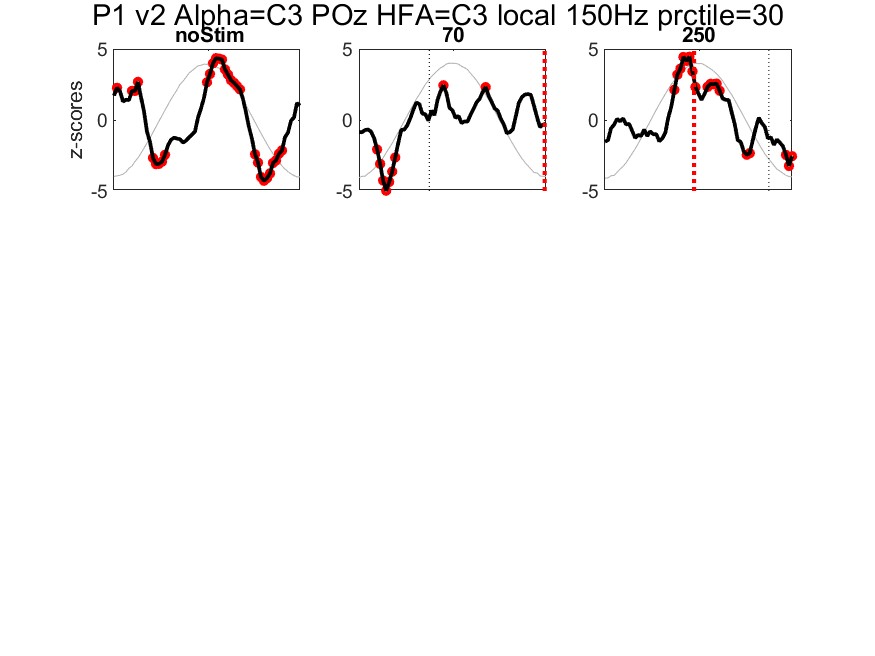 P1 v2 Alpha=C3 POz HFA=C3 local 150Hz prctile=30
noStim 70 250
5 5 5
z-scores
0 0 0
-5 -5 -5